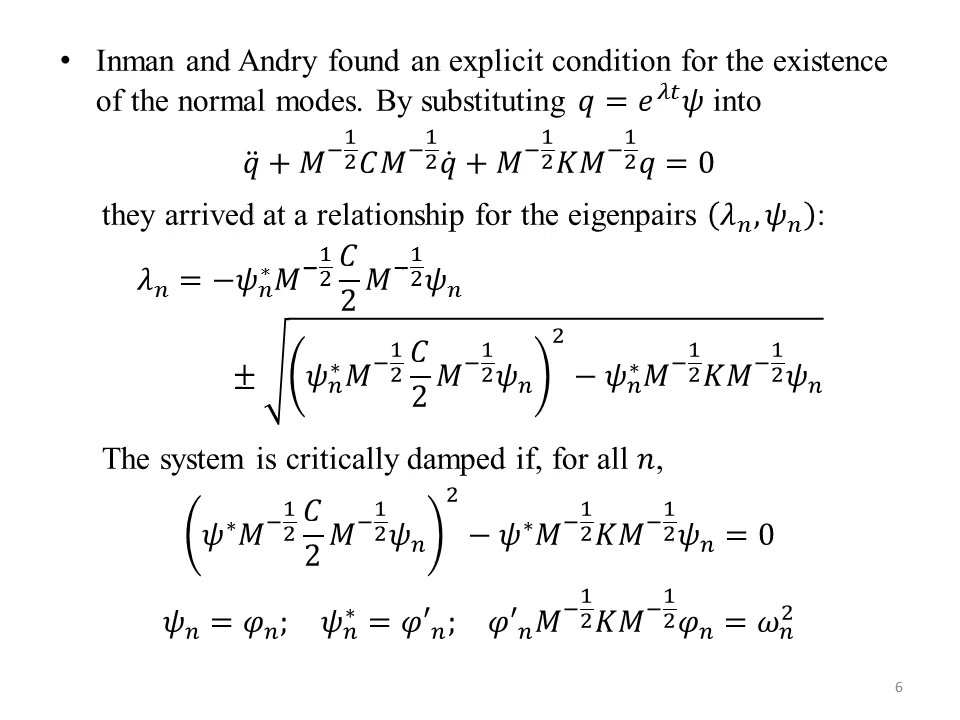 • Inman and Andry found an explicit condition for the existence
of the normal modes. By substituting q = e^{λt}ψ into
q̈ + M^{-1/2}CM^{-1/2}q̇ + M^{-1/2}KM^{-1/2}q = 0
they arrived at a relationship for the eigenpairs (λ_n, ψ_n):
λ_n = −ψ_n^* M^{-1/2} \frac{C}{2} M^{-1/2}ψ_n
± \sqrt{(ψ_n^* M^{-1/2} \frac{C}{2} M^{-1/2}ψ_n)^2 − ψ_n^* M^{-1/2}KM^{-1/2}ψ_n}
The system is critically damped if, for all n,
(ψ^* M^{-1/2} \frac{C}{2} M^{-1/2}ψ_n)^2 − ψ^* M^{-1/2}KM^{-1/2}ψ_n = 0
ψ_n = φ_n; ψ_n^* = φ′_n; φ′_n M^{-1/2}KM^{-1/2}φ_n = ω_n^2
6